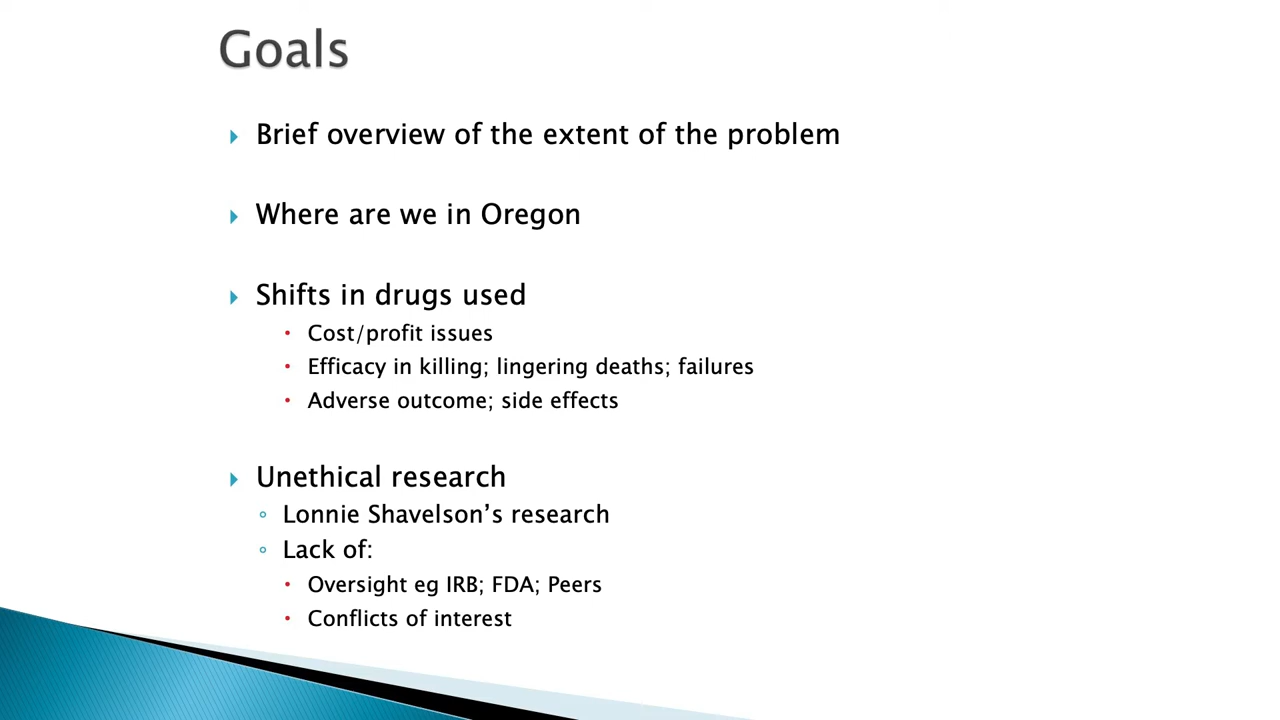 Goals
Brief overview of the extent of the problem
Where are we in Oregon
Shifts in drugs used
Cost/profit issues
Efficacy in killing; lingering deaths; failures
Adverse outcome; side effects
Unethical research
Lonnie Shavelson’s research
Lack of:
Oversight eg IRB; FDA; Peers
Conflicts of interest